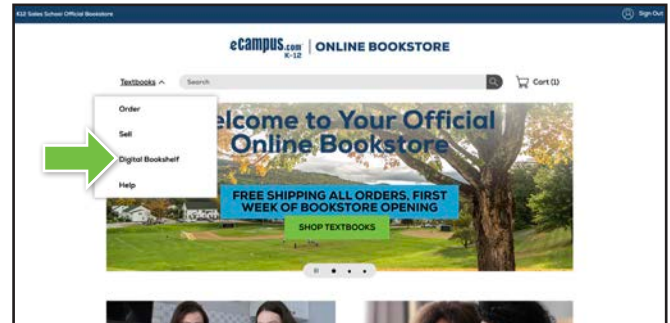 K12 Sales School Official Bookstore
Sign Out
eCampus.com K-12 | ONLINE BOOKSTORE
Textbooks
Search
Cart (1)
Order
Sell
Digital Bookshelf
Help
elcome to Your Official
Online Bookstore
FREE SHIPPING ALL ORDERS, FIRST
WEEK OF BOOKSTORE OPENING
SHOP TEXTBOOKS